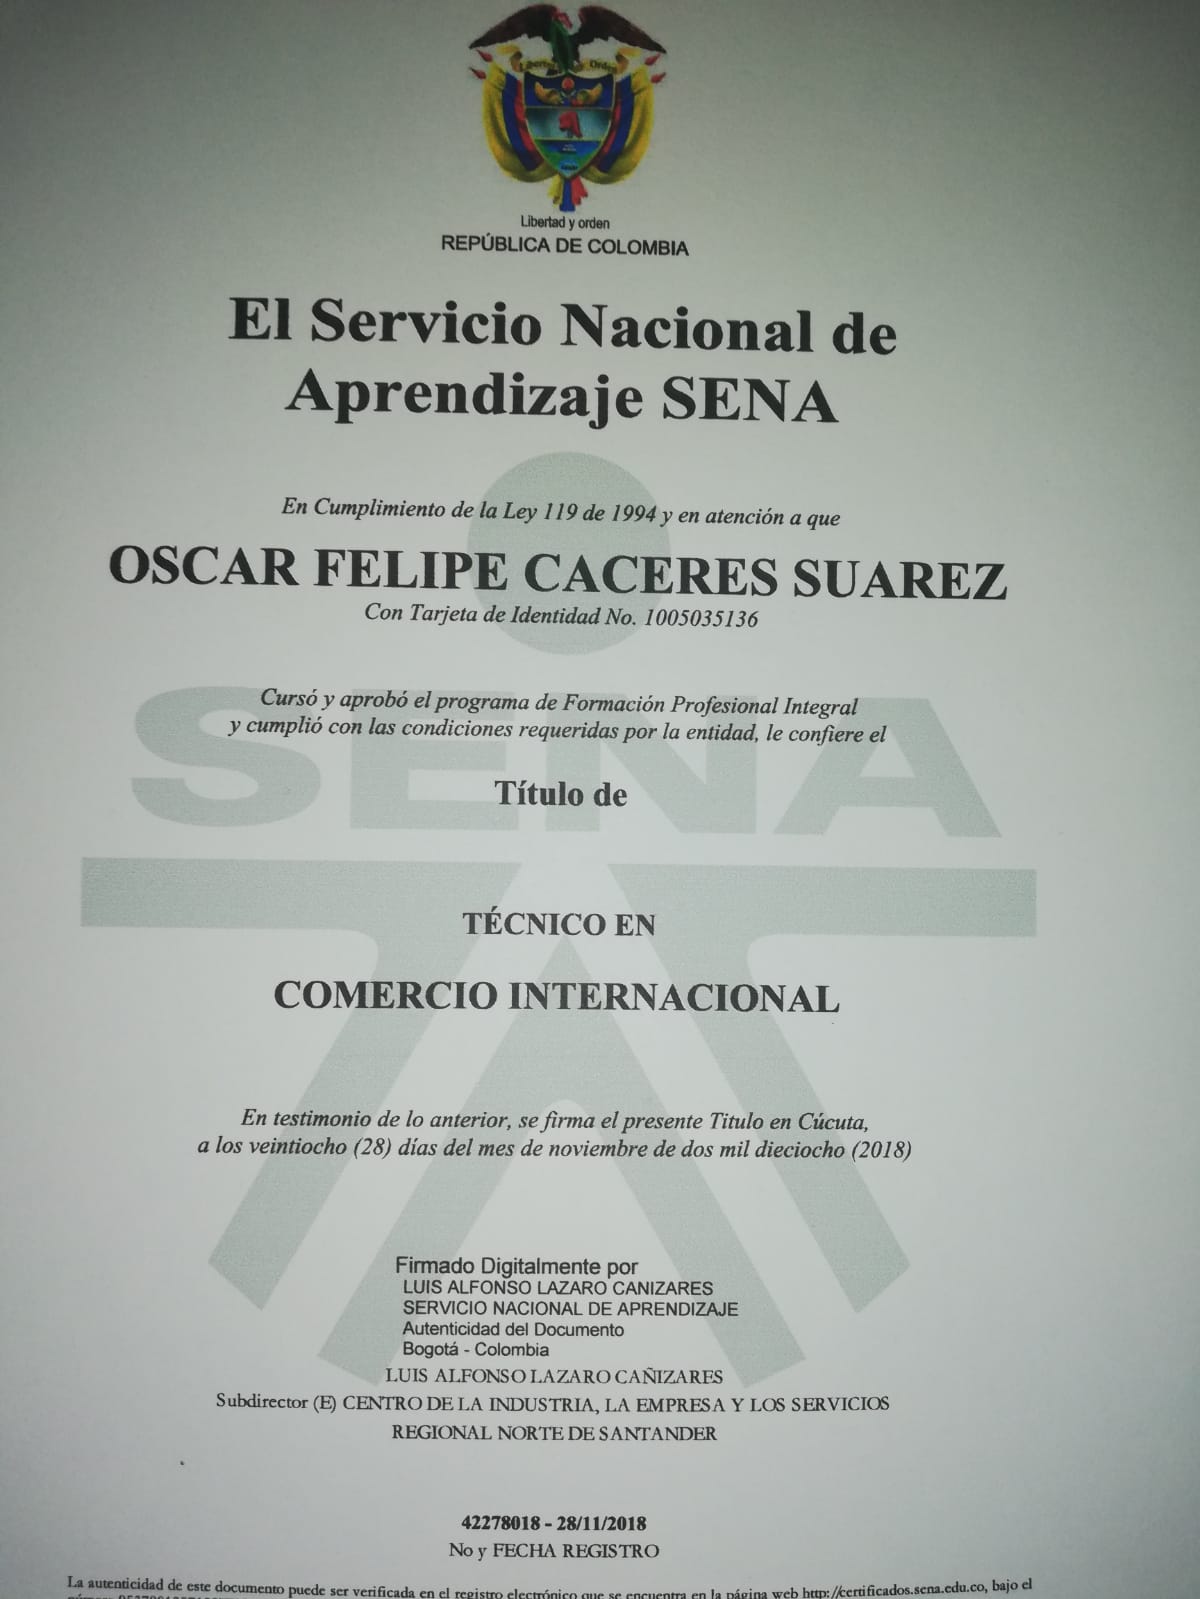 Libertad y orden
REPÚBLICA DE COLOMBIA
El Servicio Nacional de
Aprendizaje SENA
En Cumplimiento de la Ley 119 de 1994 y en atención a que
OSCAR FELIPE CACERES SUAREZ
Con Tarjeta de Identidad No. 1005035136
Cursó y aprobó el programa de Formación Profesional Integral
y cumplió con las condiciones requeridas por la entidad, le confiere el
SENA
Título de
TÉCNICO EN
COMERCIO INTERNACIONAL
En testimonio de lo anterior, se firma el presente Titulo en Cúcuta,
a los veintiocho (28) días del mes de noviembre de dos mil dieciocho (2018)
Firmado Digitalmente por
LUIS ALFONSO LAZARO CANIZARES
SERVICIO NACIONAL DE APRENDIZAJE
Autenticidad del Documento
Bogotá - Colombia
LUIS ALFONSO LAZARO CAÑIZARES
Subdirector (E) CENTRO DE LA INDUSTRIA, LA EMPRESA Y LOS SERVICIOS
REGIONAL NORTE DE SANTANDER
42278018 - 28/11/2018
No y FECHA REGISTRO
La autenticidad de este documento puede ser verificada en el registro electrónico que se encuentra en la página web http://certificados.sena.edu.co, bajo el